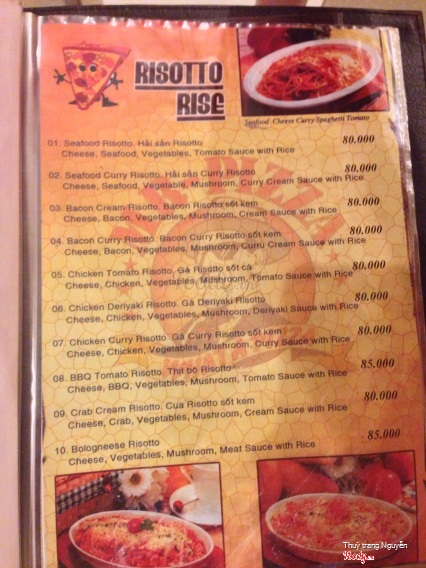 RISOTTO
RISE
Seafood Cheese Curry Spaghetti Tomato
01. Seafood Risotto. Hải sản Risotto 80.000
Cheese, Seafood, Vegetables, Tomato Sauce with Rice
02. Seafood Curry Risotto. Hải sản Curry Risotto 80.000
Cheese, Seafood, Vegetable, Mushroom, Curry Cream Sauce with Rice
03. Bacon Cream Risotto. Bacon Risotto sốt kem 80.000
Cheese, Bacon, Vegetables, Mushroom, Cream Sauce with Rice
04. Bacon Curry Risotto. Bacon Curry Risotto sốt kem 80.000
Cheese, Bacon, Vegetables, Mushroom, Curru Cream Sauce with Rice
05. Chicken Tomato Risotto. Gà Risotto sốt cà 80.000
Cheese, Chicken, Vegetables, Mushroom, Tomato Sauce with Rice
06. Chicken Deriyaki Risotto. Gà Deriyaki Risotto 80.000
Cheese, Chicken, Vegetables, Mushroom, Deriyaki Sauce with Rice
07. Chicken Curry Risotto. Gà Curry Risotto sốt kem 80.000
Cheese, Chicken, Vegetables, Mushroom, Curry Sauce with Rice
08. BBQ Tomato Risotto. Thịt bò Risotto 85.000
Cheese, BBQ, Vegetables, Mushroom, Tomato Sauce with Rice
09. Crab Cream Risotto. Cua Risotto sốt kem 80.000
Cheese, Crab, Vegetables, Mushroom, Cream Sauce with Rice
10. Bologneese Risotto 85.000
Cheese, Vegetables, Mushroom, Meat Sauce with Rice
Thuỳ trang Nguyễn